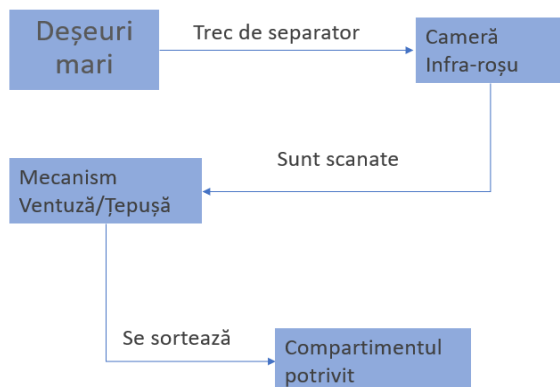 Deșeuri
mari
Trec de separator
Cameră
Infra-roșu
Sunt scanate
Mecanism
Ventuză/Țepușă
Se sortează
Compartimentul
potrivit